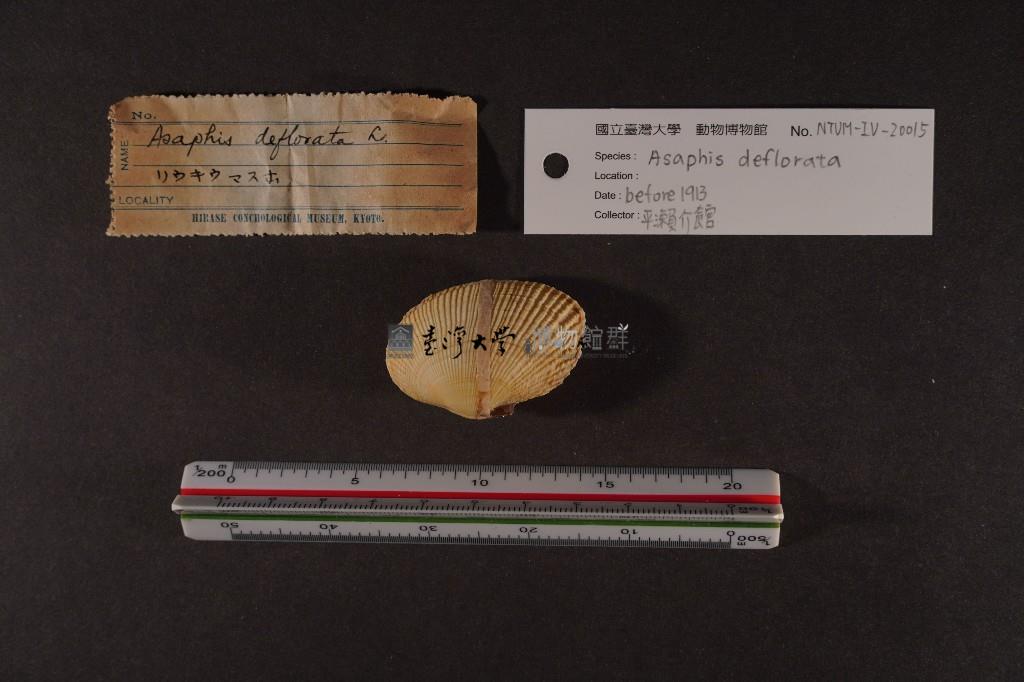 No.
NAME Asaphis deflorata L.
リウキウマスホ
LOCALITY
HIRASE CONCHOLOGICAL MUSEUM, KYOTO.
國立臺灣大學 動物博物館 No. NTUM-IV-20015
Species : Asaphis deflorata
Location :
Date : before 1913
Collector : 平瀨介館
臺灣大學 博物館群
1/200 m 0 5 10 15 20
50 40 30 20 10 0 m 1/500